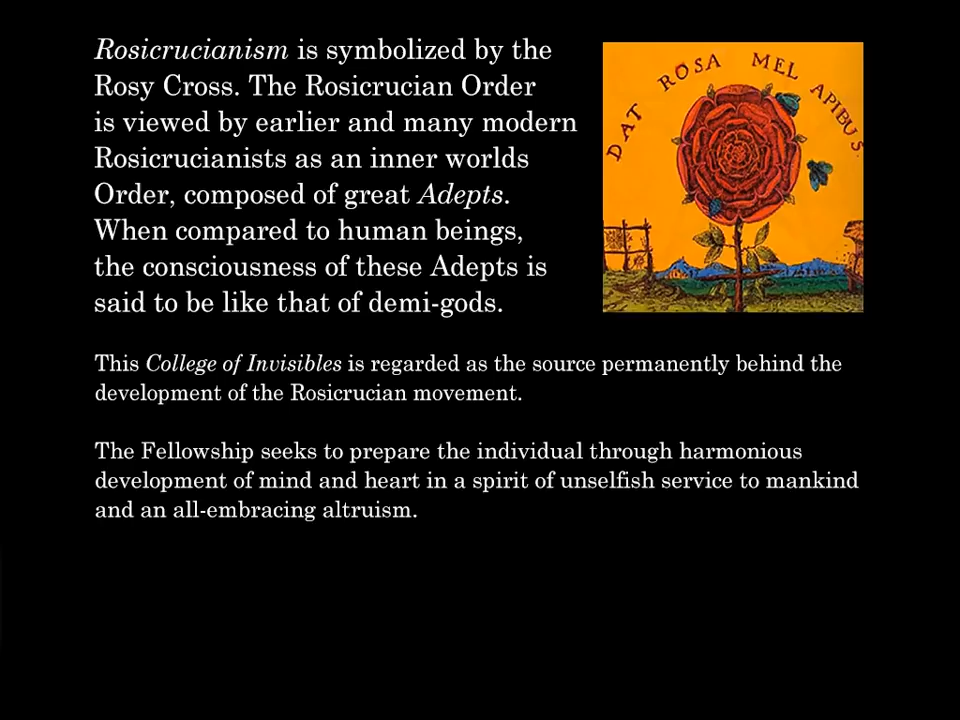 Rosicrucianism is symbolized by the
Rosy Cross. The Rosicrucian Order
is viewed by earlier and many modern
Rosicrucianists as an inner worlds
Order, composed of great Adepts.
When compared to human beings,
the consciousness of these Adepts is
said to be like that of demi-gods.
DAT ROSA MEL APIBUS
This College of Invisibles is regarded as the source permanently behind the
development of the Rosicrucian movement.
The Fellowship seeks to prepare the individual through harmonious
development of mind and heart in a spirit of unselfish service to mankind
and an all-embracing altruism.